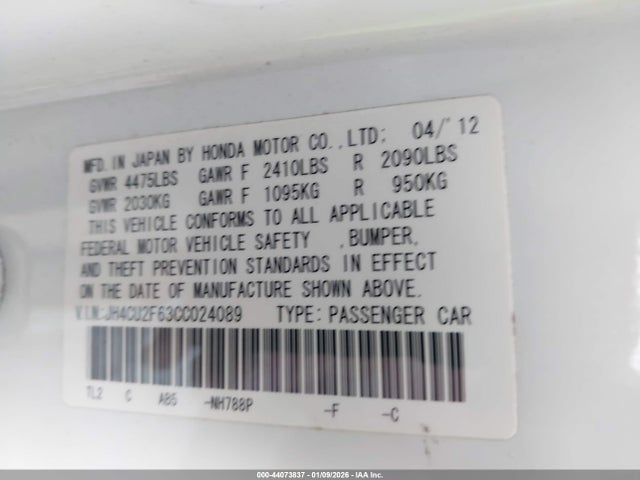 MFD. IN JAPAN BY HONDA MOTOR CO.,LTD: 04/'12
GVWR 4475LBS GAWR F 2410LBS R 2090LBS
GVWR 2030KG GAWR F 1095KG R 950KG
THIS VEHICLE CONFORMS TO ALL APPLICABLE
FEDERAL MOTOR VEHICLE SAFETY ,BUMPER,
AND THEFT PREVENTION STANDARDS IN EFFECT
ON THE DATE OF MANUFACTURE SHOWN ABOVE.
V.I.N:JH4CU2F63CC024089 TYPE: PASSENGER CAR
TL2 C AB5 -NH788P -F -C
000-44073837 - 01/09/2026 - IAA Inc.